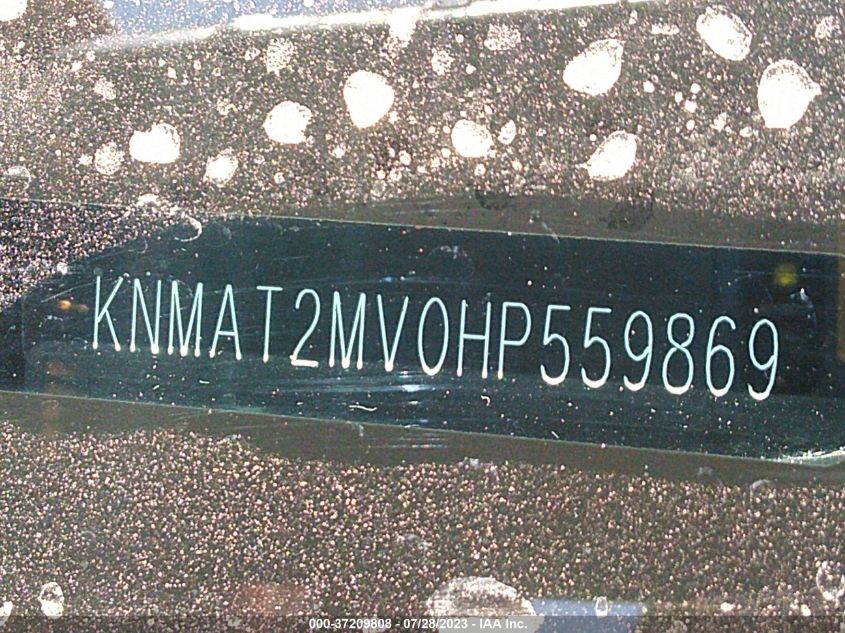 KNMAT2MV0HP559869
000-37209808 - 07/28/2023 - IAA Inc.